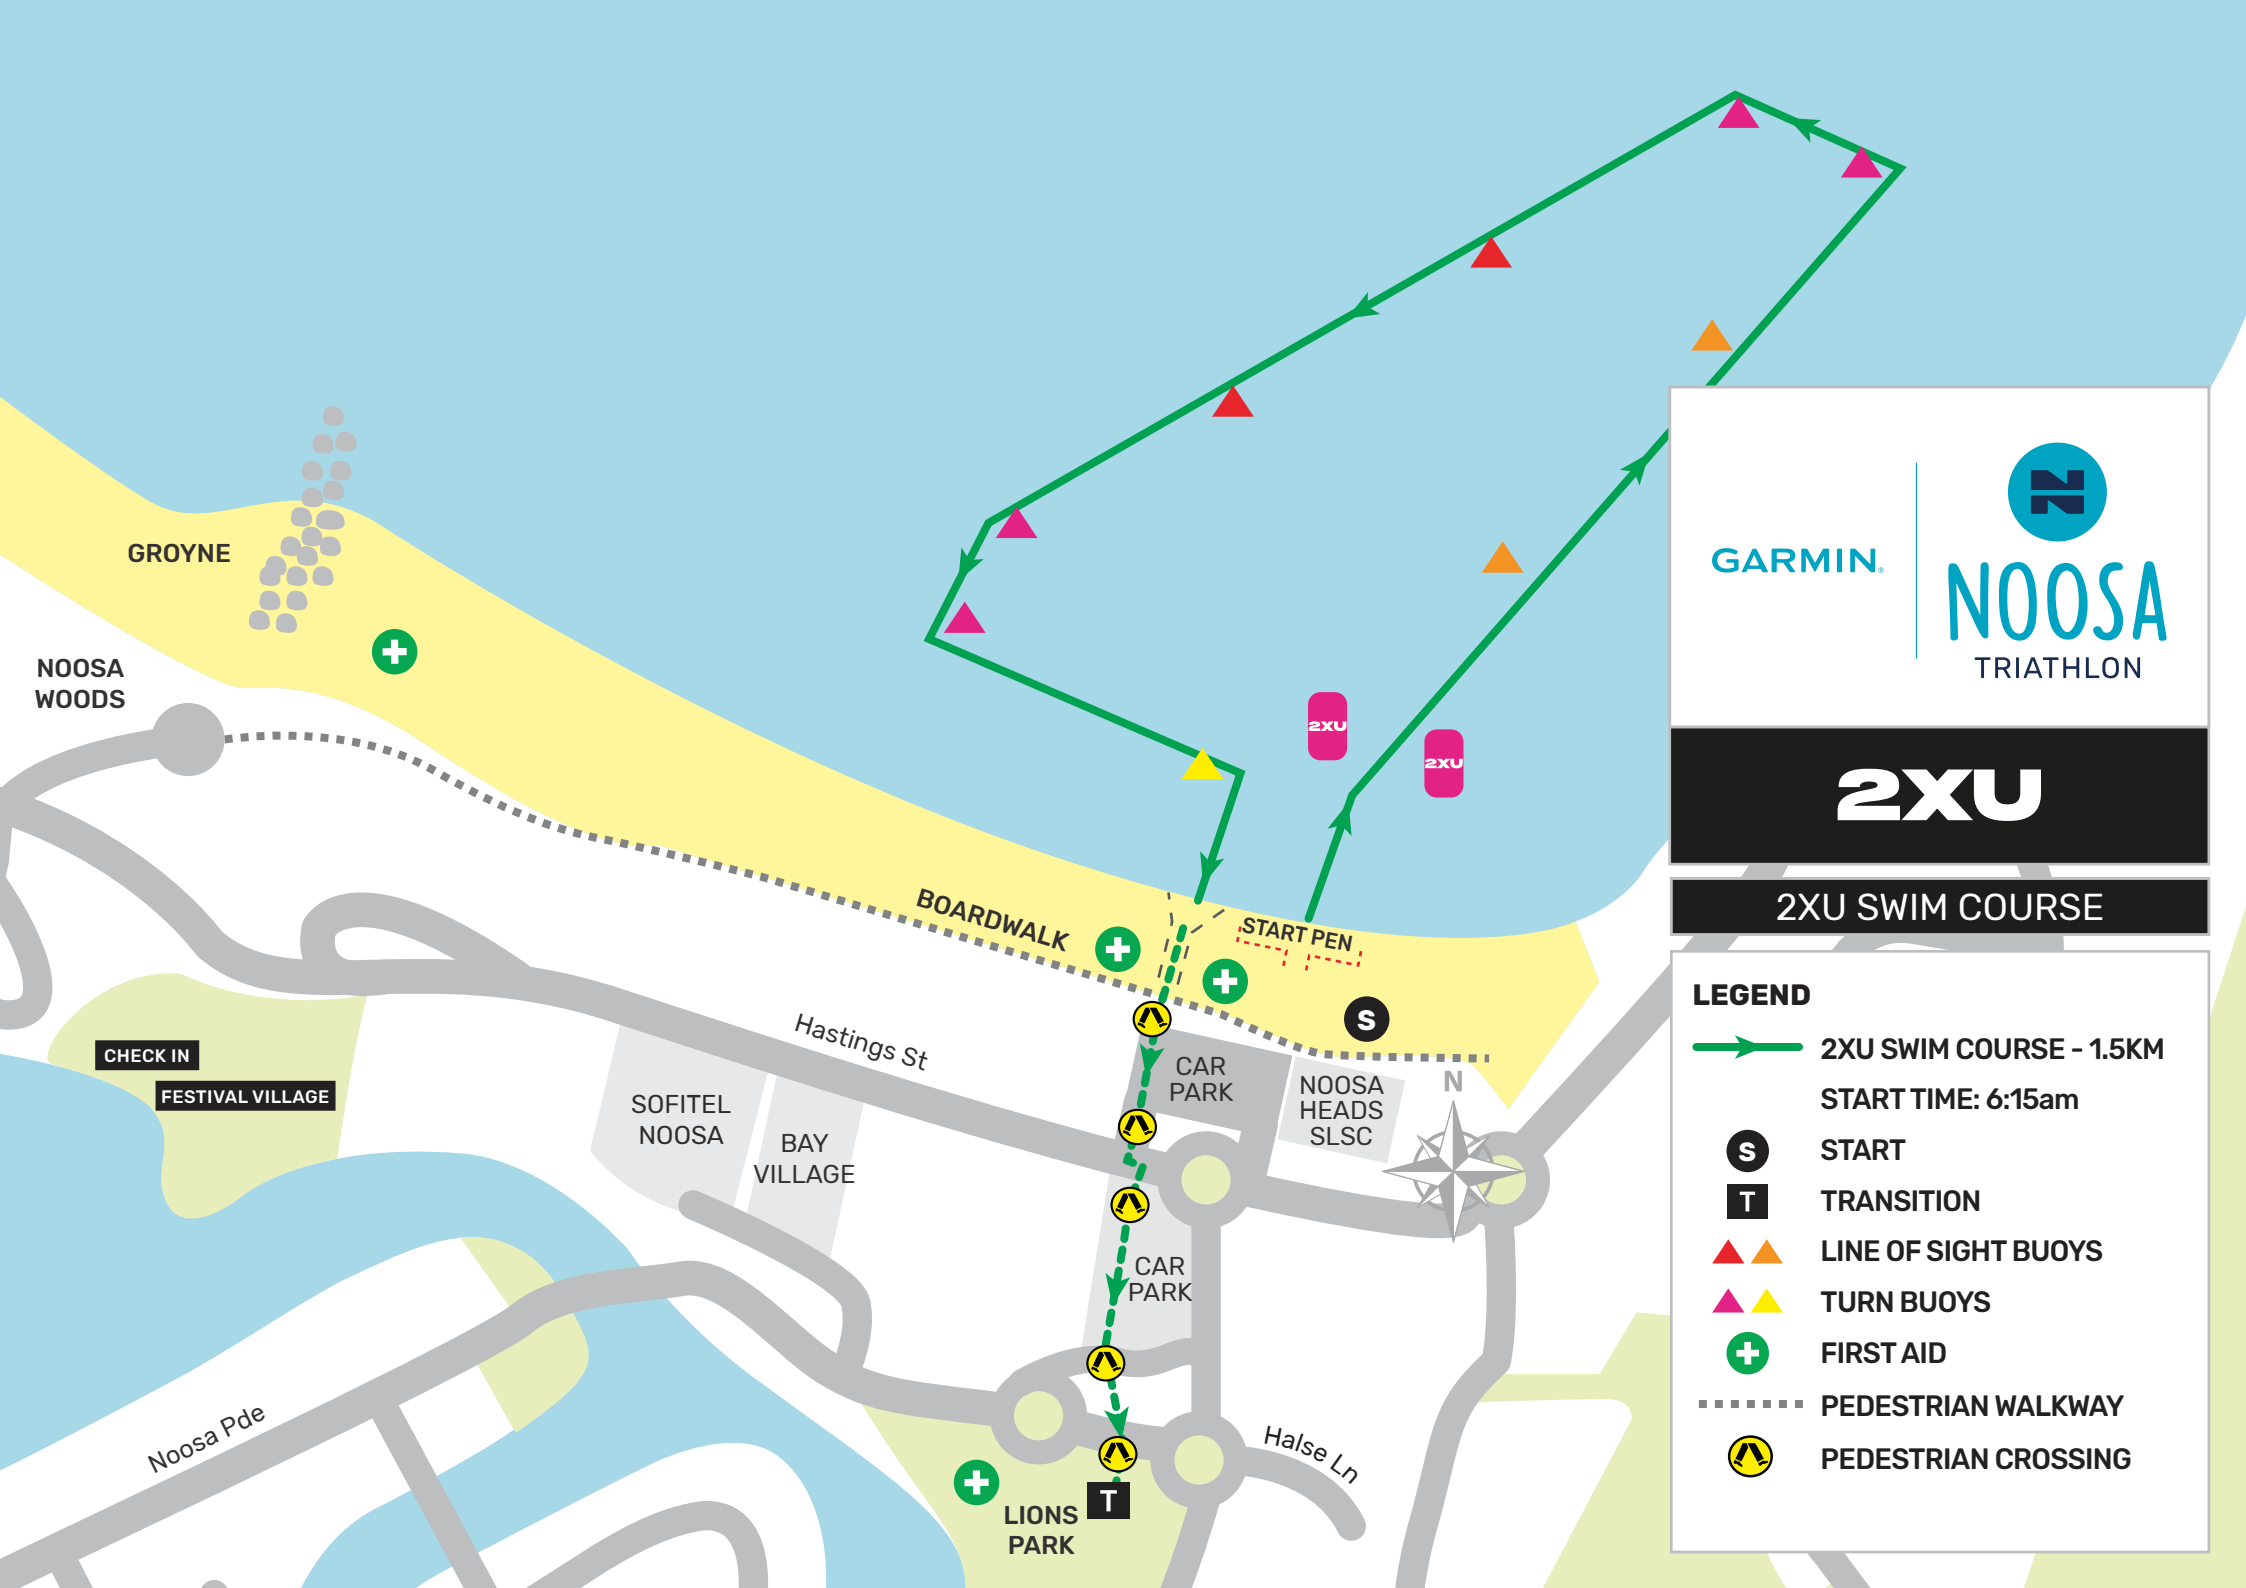 GROYNE
NOOSA
WOODS
BOARDWALK
START PEN
2XU
2XU
S
N
Hastings St
CAR
PARK
NOOSA
HEADS
SLSC
CHECK IN
FESTIVAL VILLAGE
SOFITEL
NOOSA
BAY
VILLAGE
CAR
PARK
Noosa Pde
Halse Ln
LIONS
PARK
T
GARMIN®
N
NOOSA
TRIATHLON
2XU
2XU SWIM COURSE
LEGEND
2XU SWIM COURSE - 1.5KM
START TIME: 6:15am
S START
T TRANSITION
LINE OF SIGHT BUOYS
TURN BUOYS
FIRST AID
PEDESTRIAN WALKWAY
PEDESTRIAN CROSSING